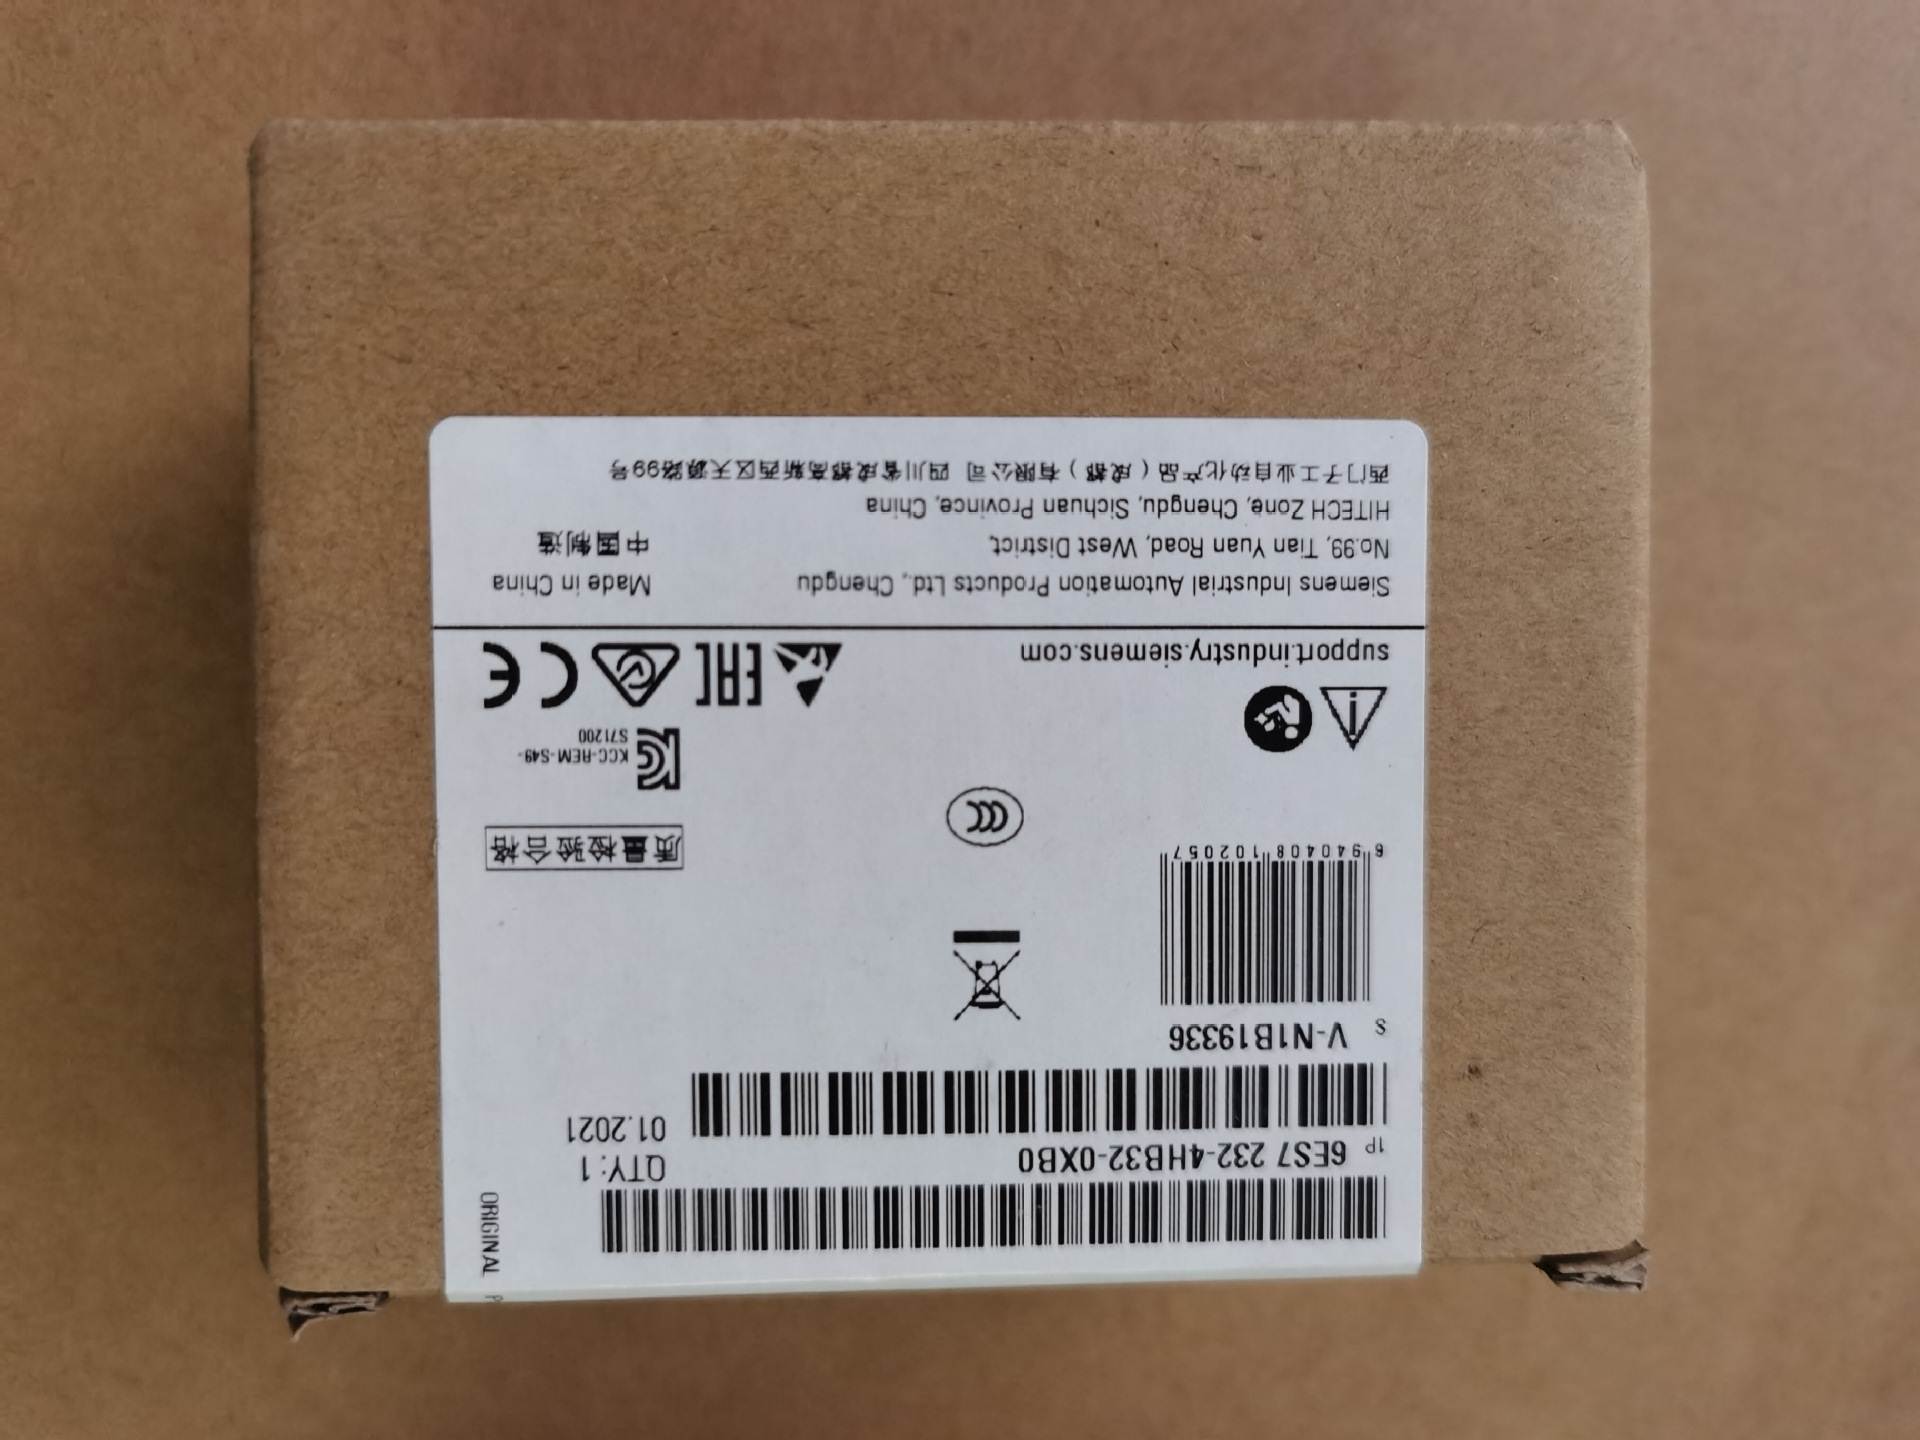 ORIGINAL
1P 6ES7 232-4HB32-0XB0
QTY: 1
01.2021
S V-N1B19336
6 940408 102057
质量检验合格
KCC-REM-S49-
S71200
support.industry.siemens.com
Siemens Industrial Automation Products Ltd., Chengdu
No.99, Tian Yuan Road, West District,
HITECH Zone, Chengdu, Sichuan Province, China
西门子工业自动化产品（成都）有限公司 四川省成都高新西区天源路99号
Made in China
中国制造